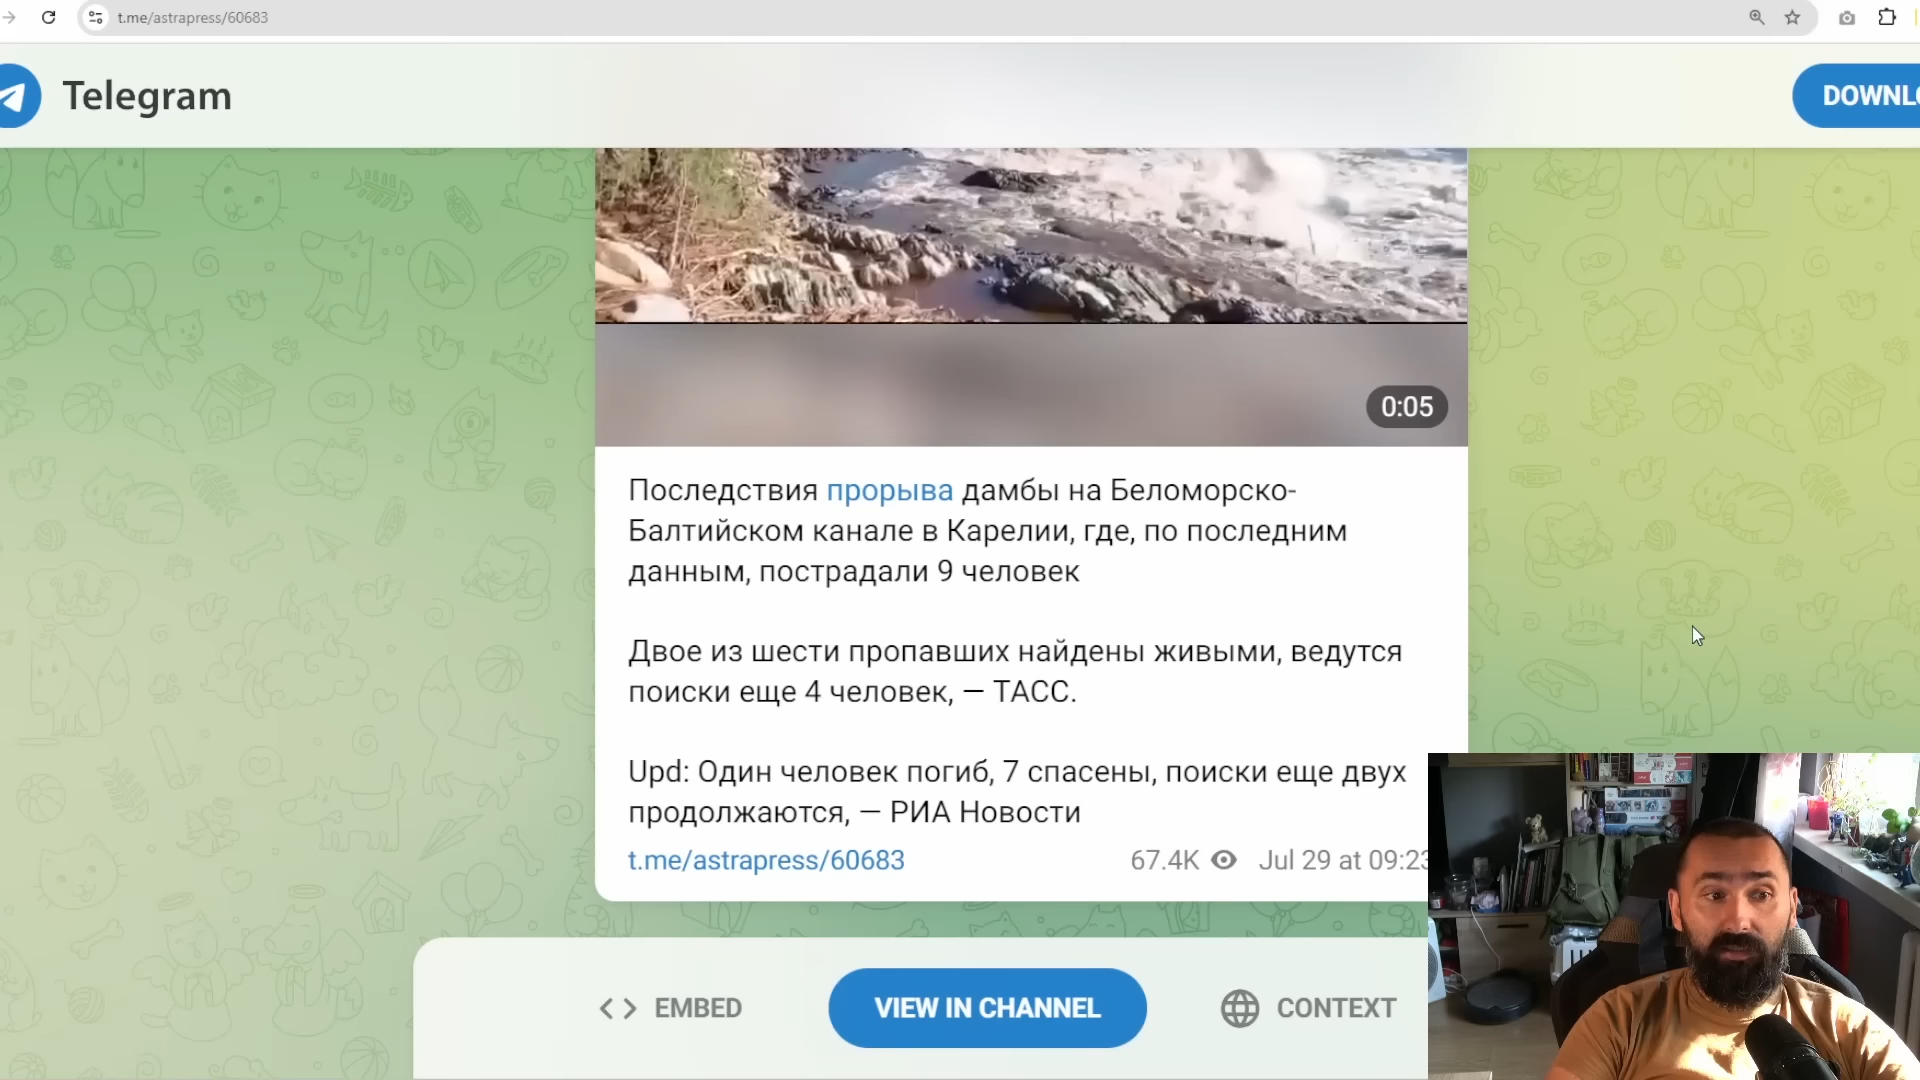 t.me/astrapress/60683
Telegram
DOWNLO
0:05
Последствия прорыва дамбы на Беломорско-
Балтийском канале в Карелии, где, по последним
данным, пострадали 9 человек
Двое из шести пропавших найдены живыми, ведутся
поиски еще 4 человек, — ТАСС.
Upd: Один человек погиб, 7 спасены, поиски еще двух
продолжаются, — РИА Новости
t.me/astrapress/60683 67.4K Jul 29 at 09:23
EMBED
VIEW IN CHANNEL
CONTEXT